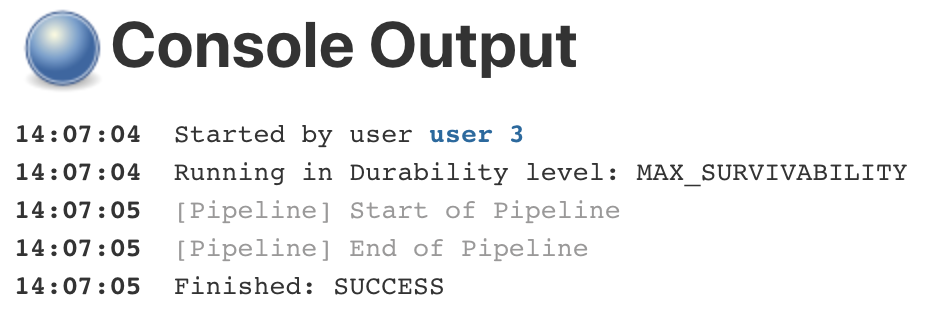 Console Output
14:07:04 Started by user user 3
14:07:04 Running in Durability level: MAX_SURVIVABILITY
14:07:05 [Pipeline] Start of Pipeline
14:07:05 [Pipeline] End of Pipeline
14:07:05 Finished: SUCCESS